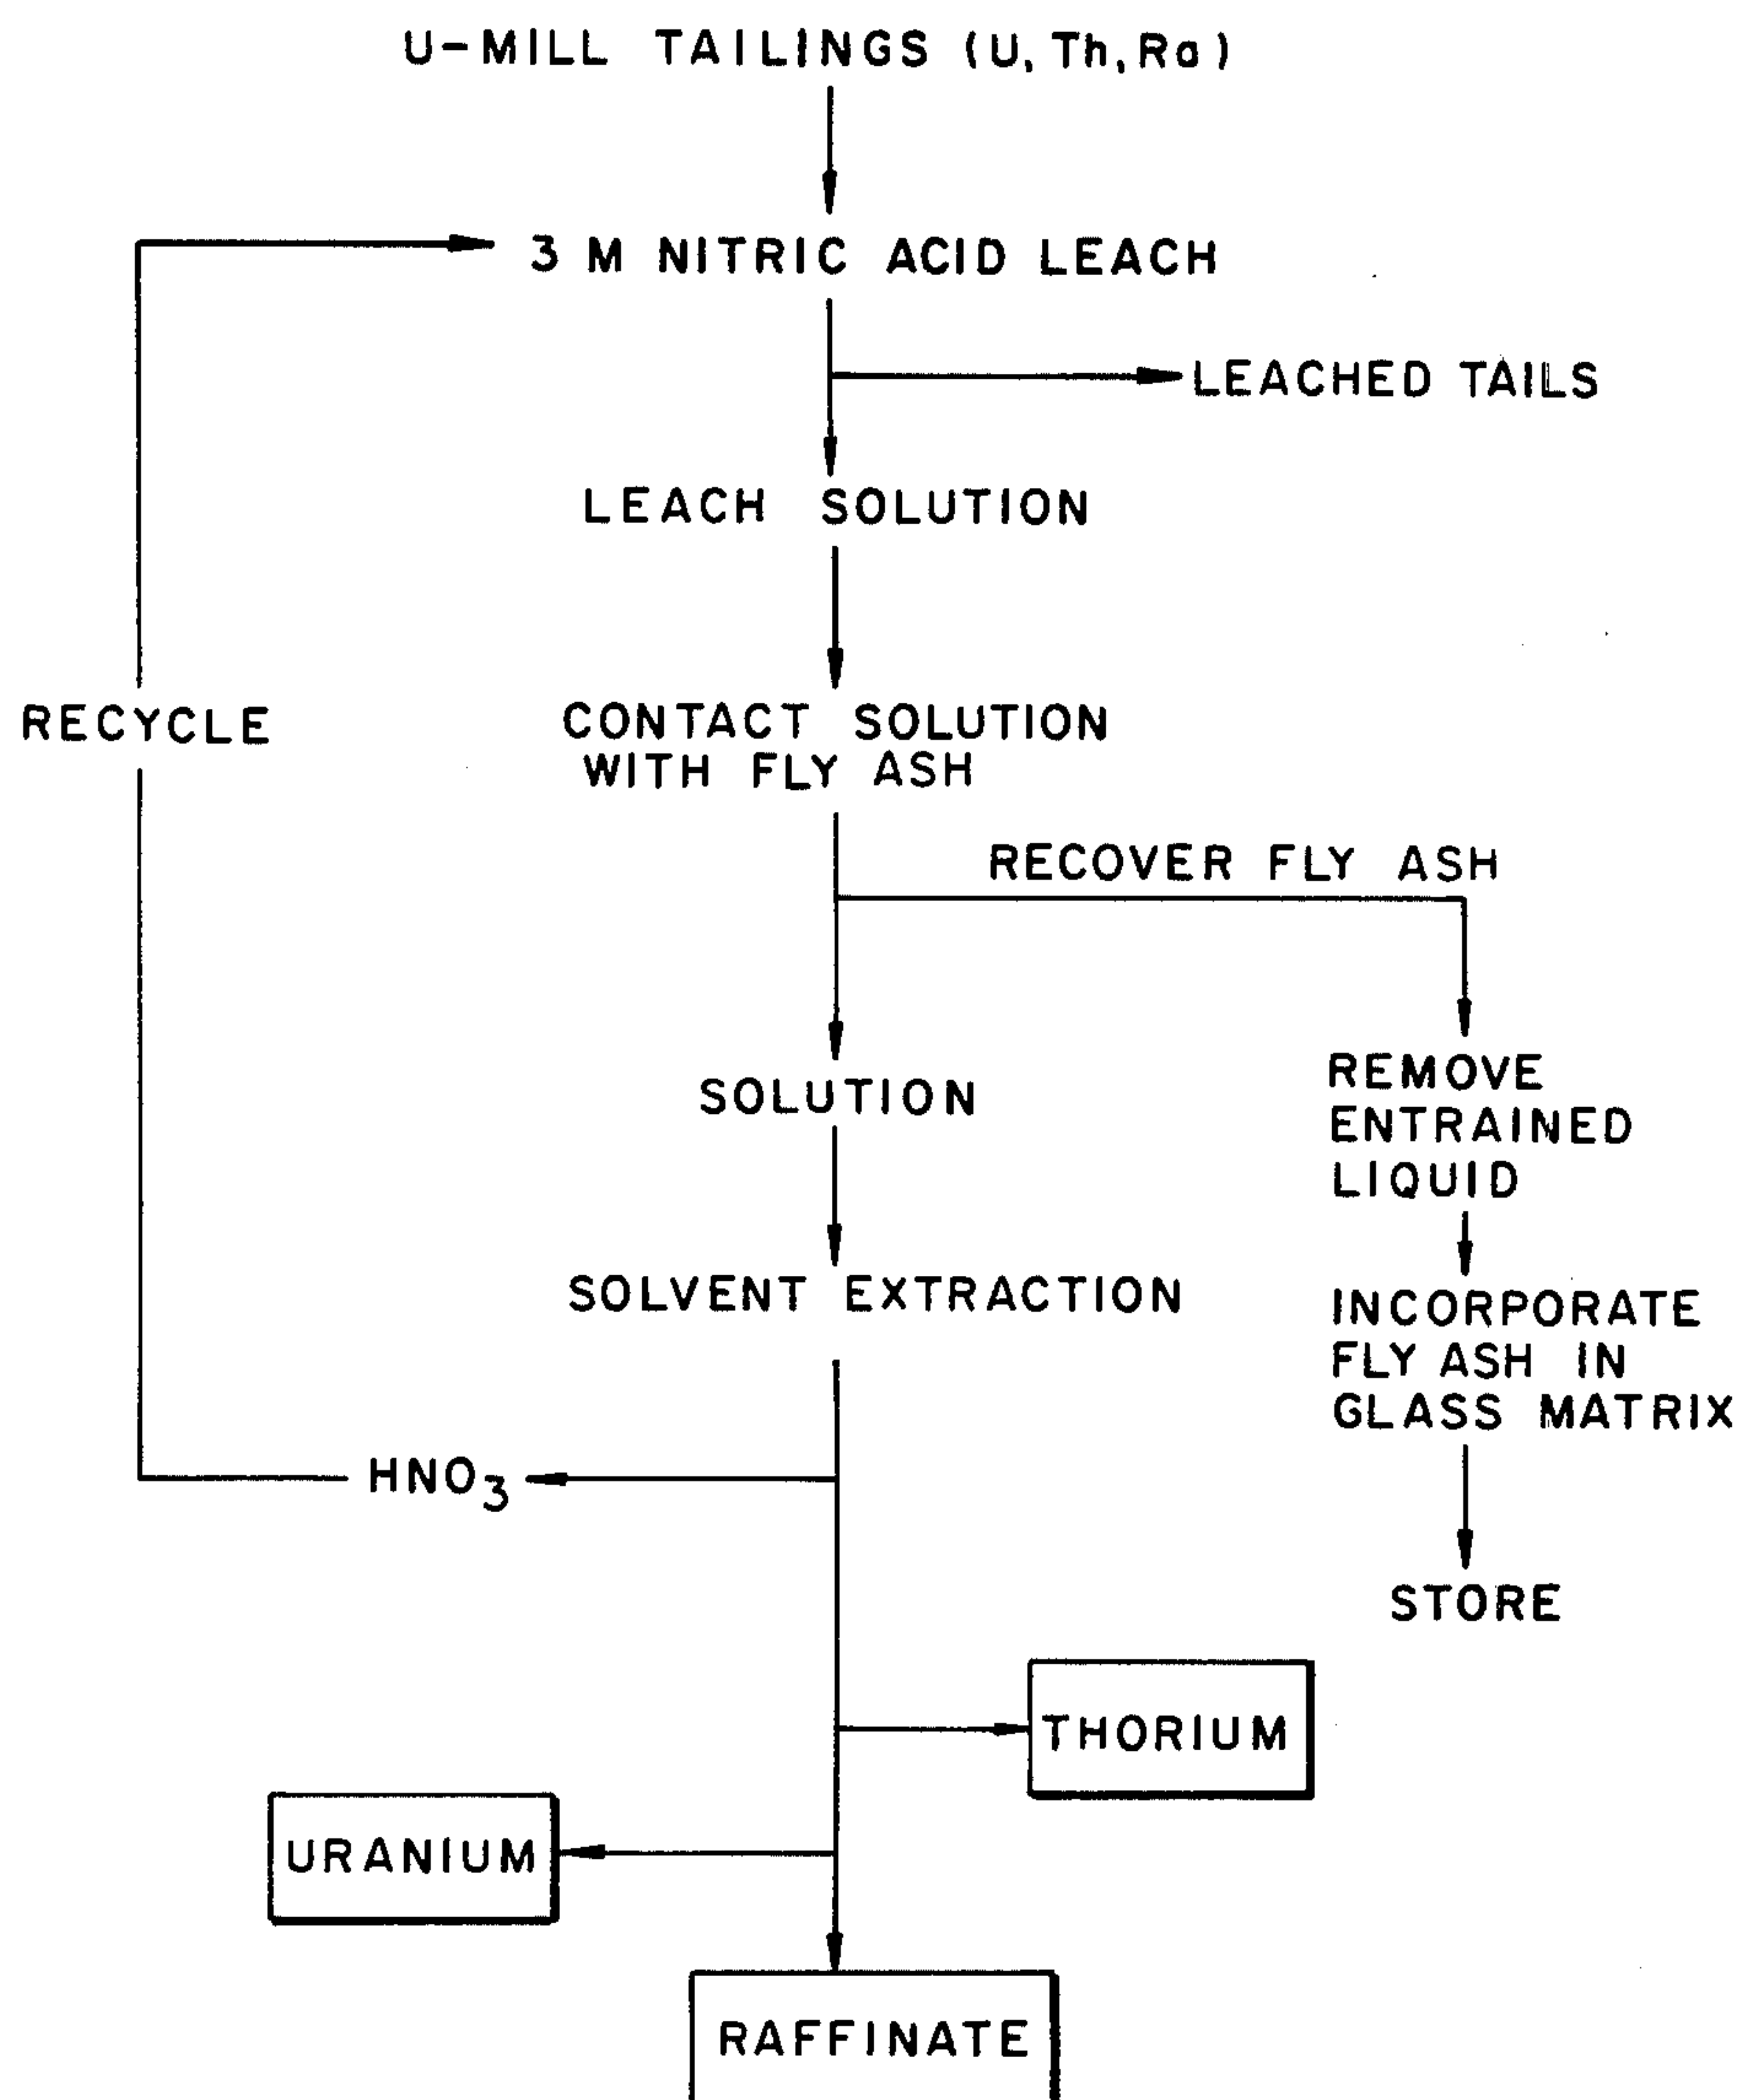 U-MILL TAILINGS (U, Th, Ra)
3 M NITRIC ACID LEACH
LEACHED TAILS
LEACH SOLUTION
RECYCLE
CONTACT SOLUTION
WITH FLY ASH
RECOVER FLY ASH
SOLUTION
REMOVE
ENTRAINED
LIQUID
SOLVENT EXTRACTION
INCORPORATE
FLY ASH IN
GLASS MATRIX
HNO3
STORE
THORIUM
URANIUM
RAFFINATE